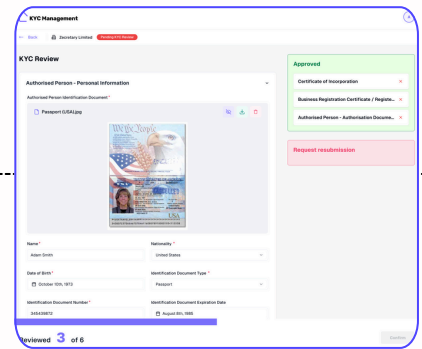 KYC Management
Back
Zecretary Limited
Pending KYC Review
KYC Review
Authorised Person - Personal Information
Authorised Person Identification Document*
Passport (USA).jpg
We the People
USA
Name*
Nationality *
Adam Smith
United States
Date of Birth*
Identification Document Type *
October 10th, 1973
Passport
Identification Document Number*
Identification Document Expiration Date
345439872
August 8th, 1985
Reviewed 3 of 6
Approved
Certificate of Incorporation
Business Registration Certificate / Registe...
Authorised Person - Authorisation Docume...
Request resubmission